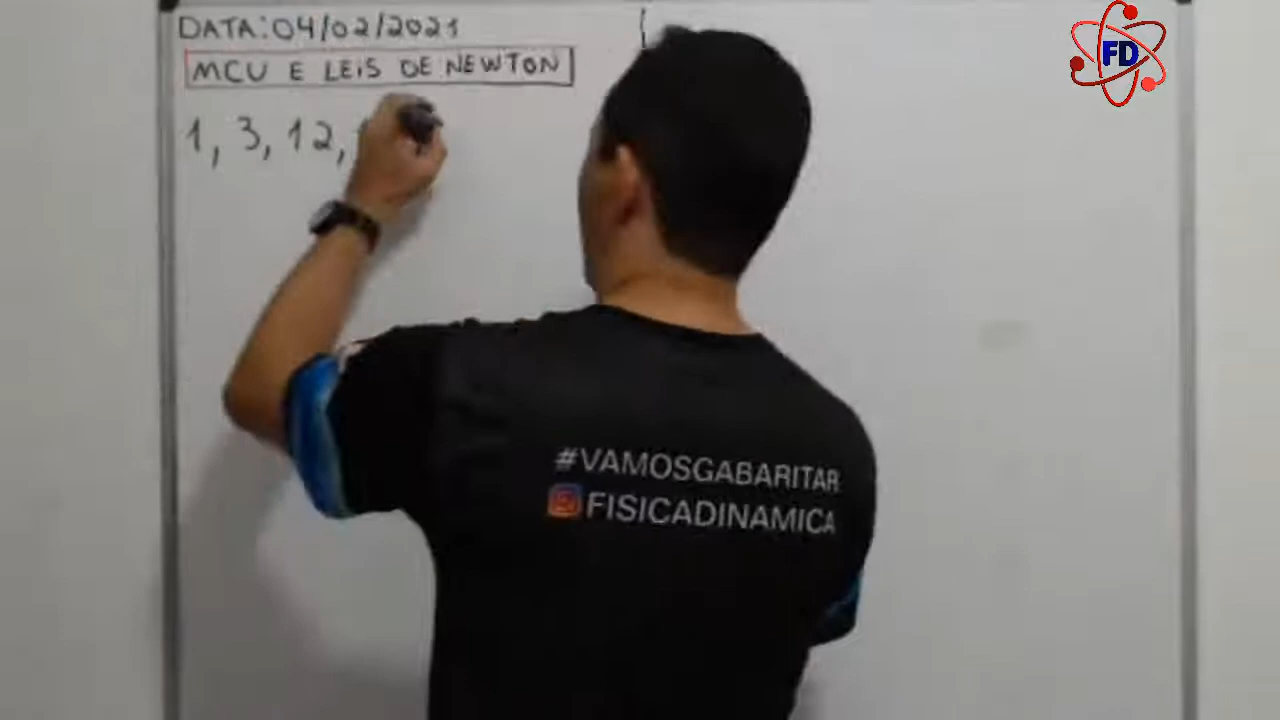 DATA: 04/02/2021
MCU E LEIS DE NEWTON
1, 3, 12,
FD
#VAMOSGABARITAR
FISICADINAMICA